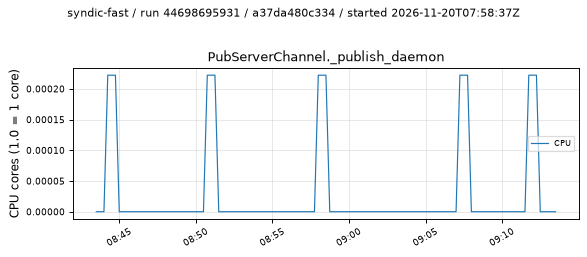 syndic-fast / run 44698695931 / a37da480c334 / started 2026-11-20T07:58:37Z
PubServerChannel._publish_daemon
CPU cores (1.0 = 1 core)
0.00020
0.00015
0.00010
0.00005
0.00000
CPU
08:45
08:50
08:55
09:00
09:05
09:10